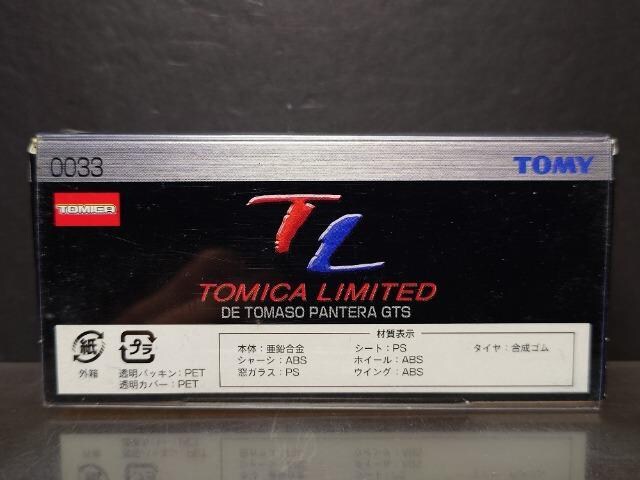 0033 TOMY
TOMICA
TL
TOMICA LIMITED
DE TOMASO PANTERA GTS
材質表示
紙 プラ
外箱
透明パッキン：PET
透明カバー：PET
本体：亜鉛合金
シャーシ：ABS
窓ガラス：PS
シート：PS
ホイール：ABS
ウイング：ABS
タイヤ：合成ゴム